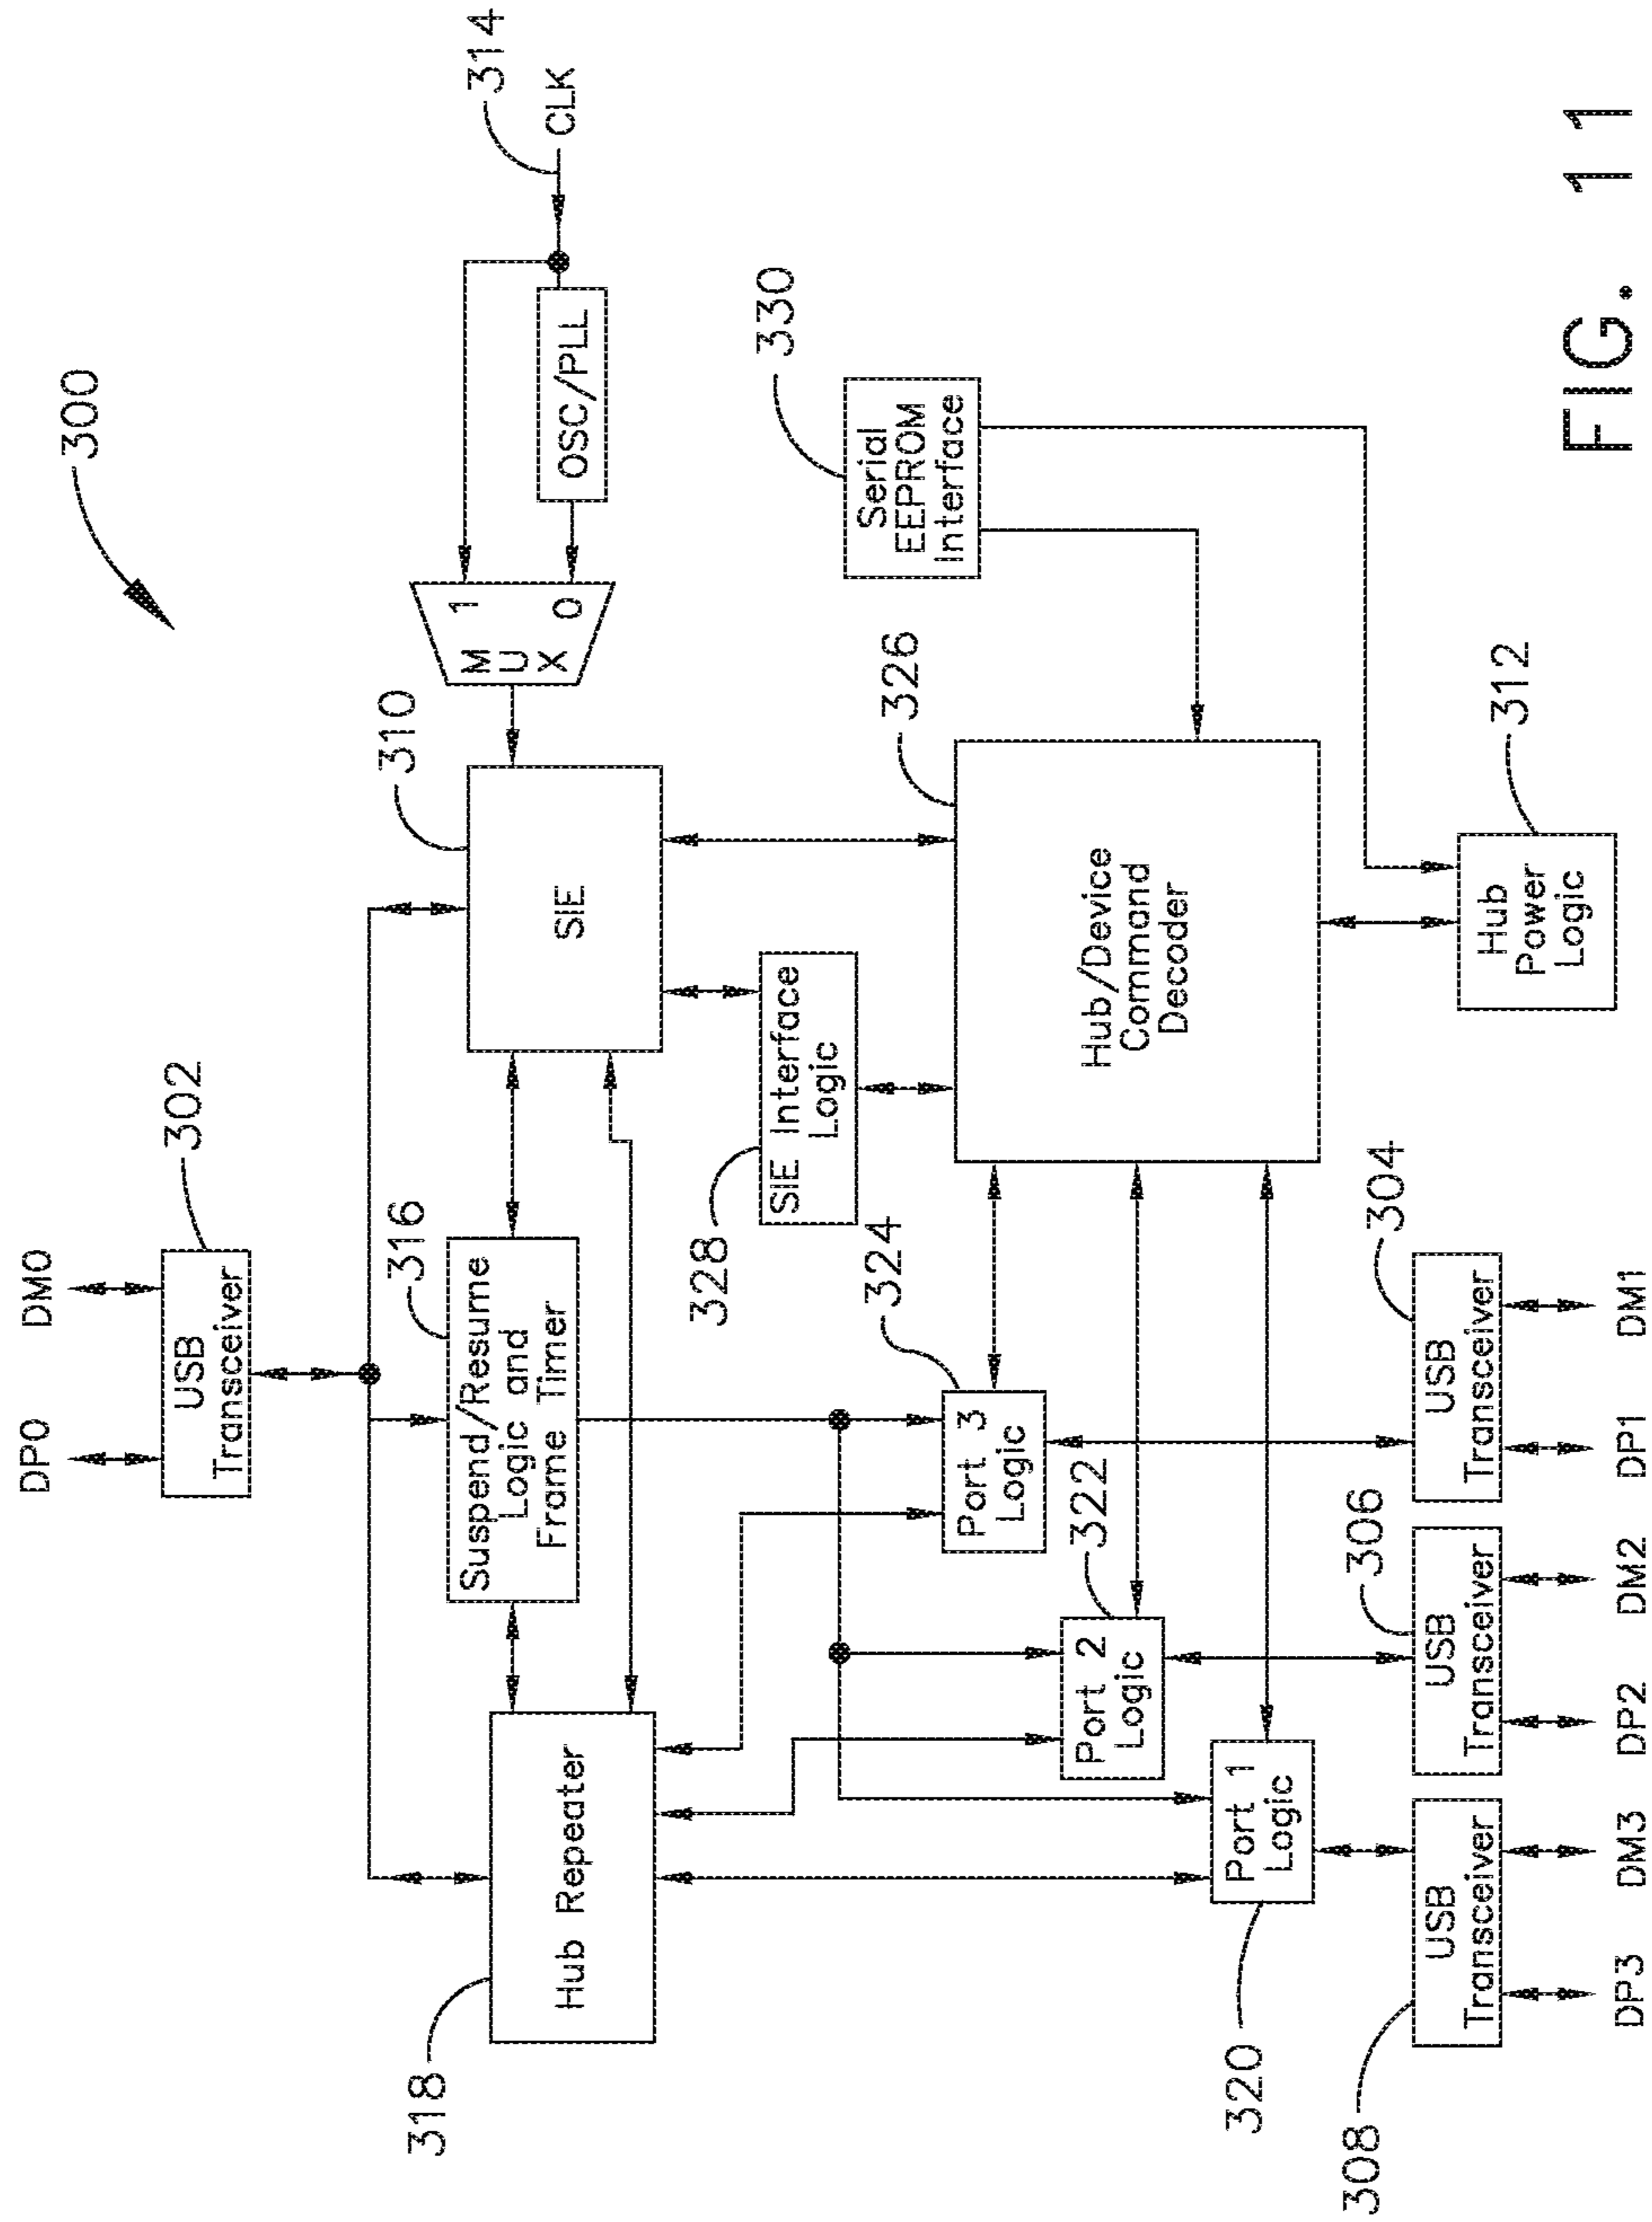 300
DP0
DM0
302
USB
Transceiver
314
CLK
OSC/PLL
1
0
M
U
X
310
SIE
316
Suspend/Resume
Logic and
Frame Timer
318
Hub Repeater
328
SIE Interface
Logic
330
Serial
EEPROM
Interface
326
Hub/Device
Command
Decoder
324
Port 3
Logic
322
Port 2
Logic
320
Port 1
Logic
312
Hub
Power
Logic
308
USB
Transceiver
306
USB
Transceiver
304
USB
Transceiver
DP3
DM3
DP2
DM2
DP1
DM1
FIG. 11